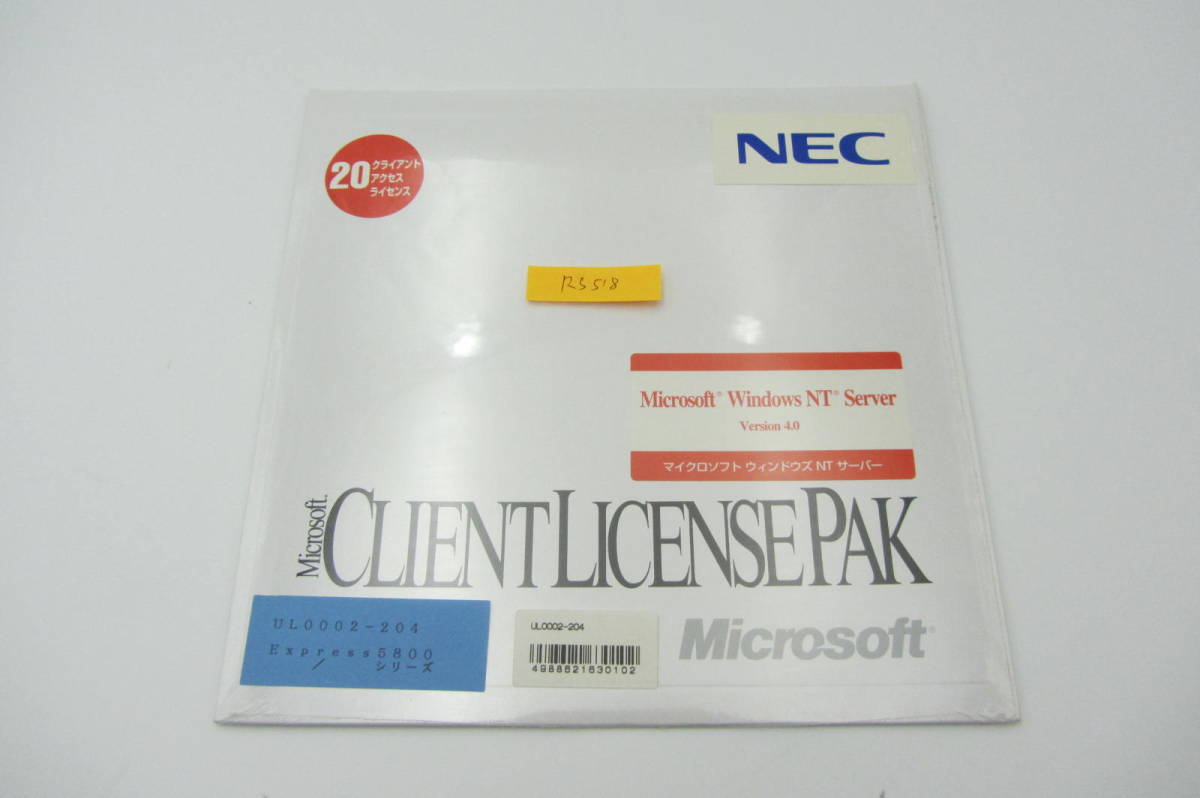 NEC
20
クライアント
アクセス
ライセンス
RS518
Microsoft® Windows NT® Server
Version 4.0
マイクロソフト ウィンドウズ NT サーバー
Microsoft®
CLIENT LICENSE PAK
UL0002-204
Express5800
/ シリーズ
UL0002-204
4988621630102
Microsoft®